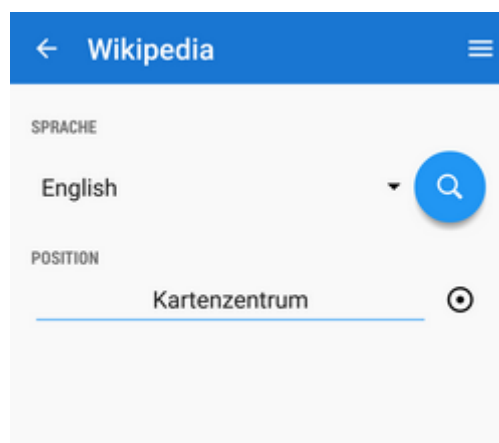 Wikipedia
SPRACHE
English
POSITION
Kartenzentrum